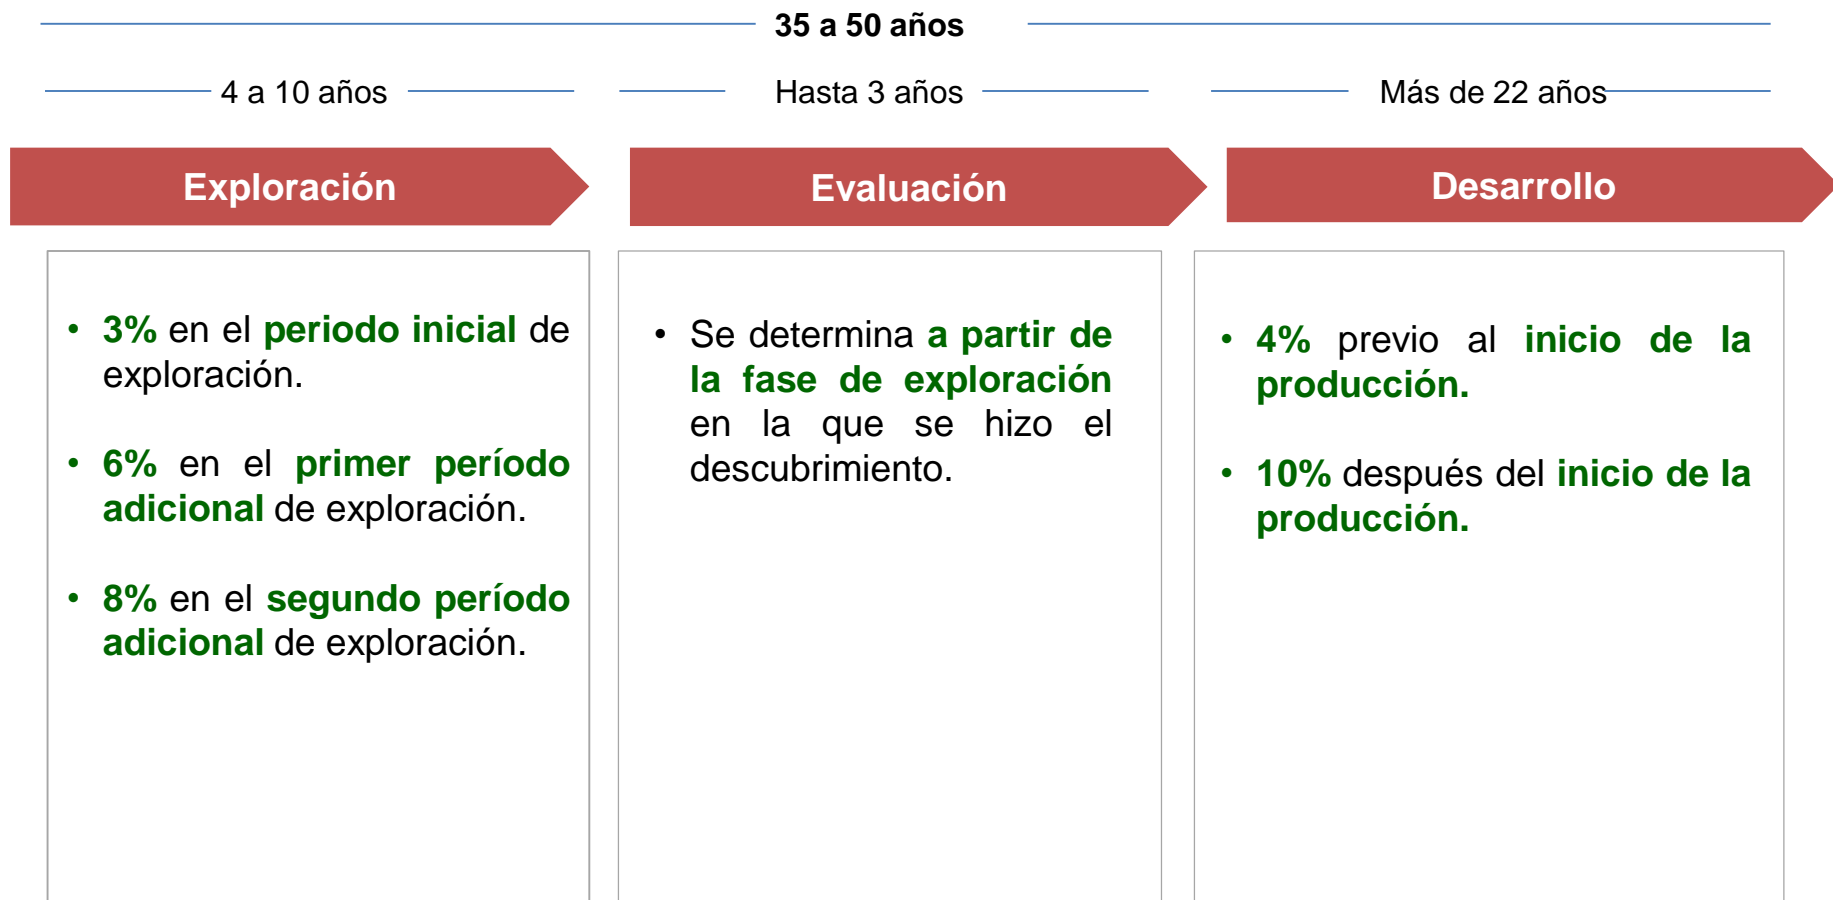 35 a 50 años
4 a 10 años
Hasta 3 años
Más de 22 años
Exploración
Evaluación
Desarrollo
• 3% en el periodo inicial de
exploración.
• 6% en el primer período
adicional de exploración.
• 8% en el segundo período
adicional de exploración.
• Se determina a partir de
la fase de exploración
en la que se hizo el
descubrimiento.
• 4% previo al inicio de la
producción.
• 10% después del inicio de la
producción.